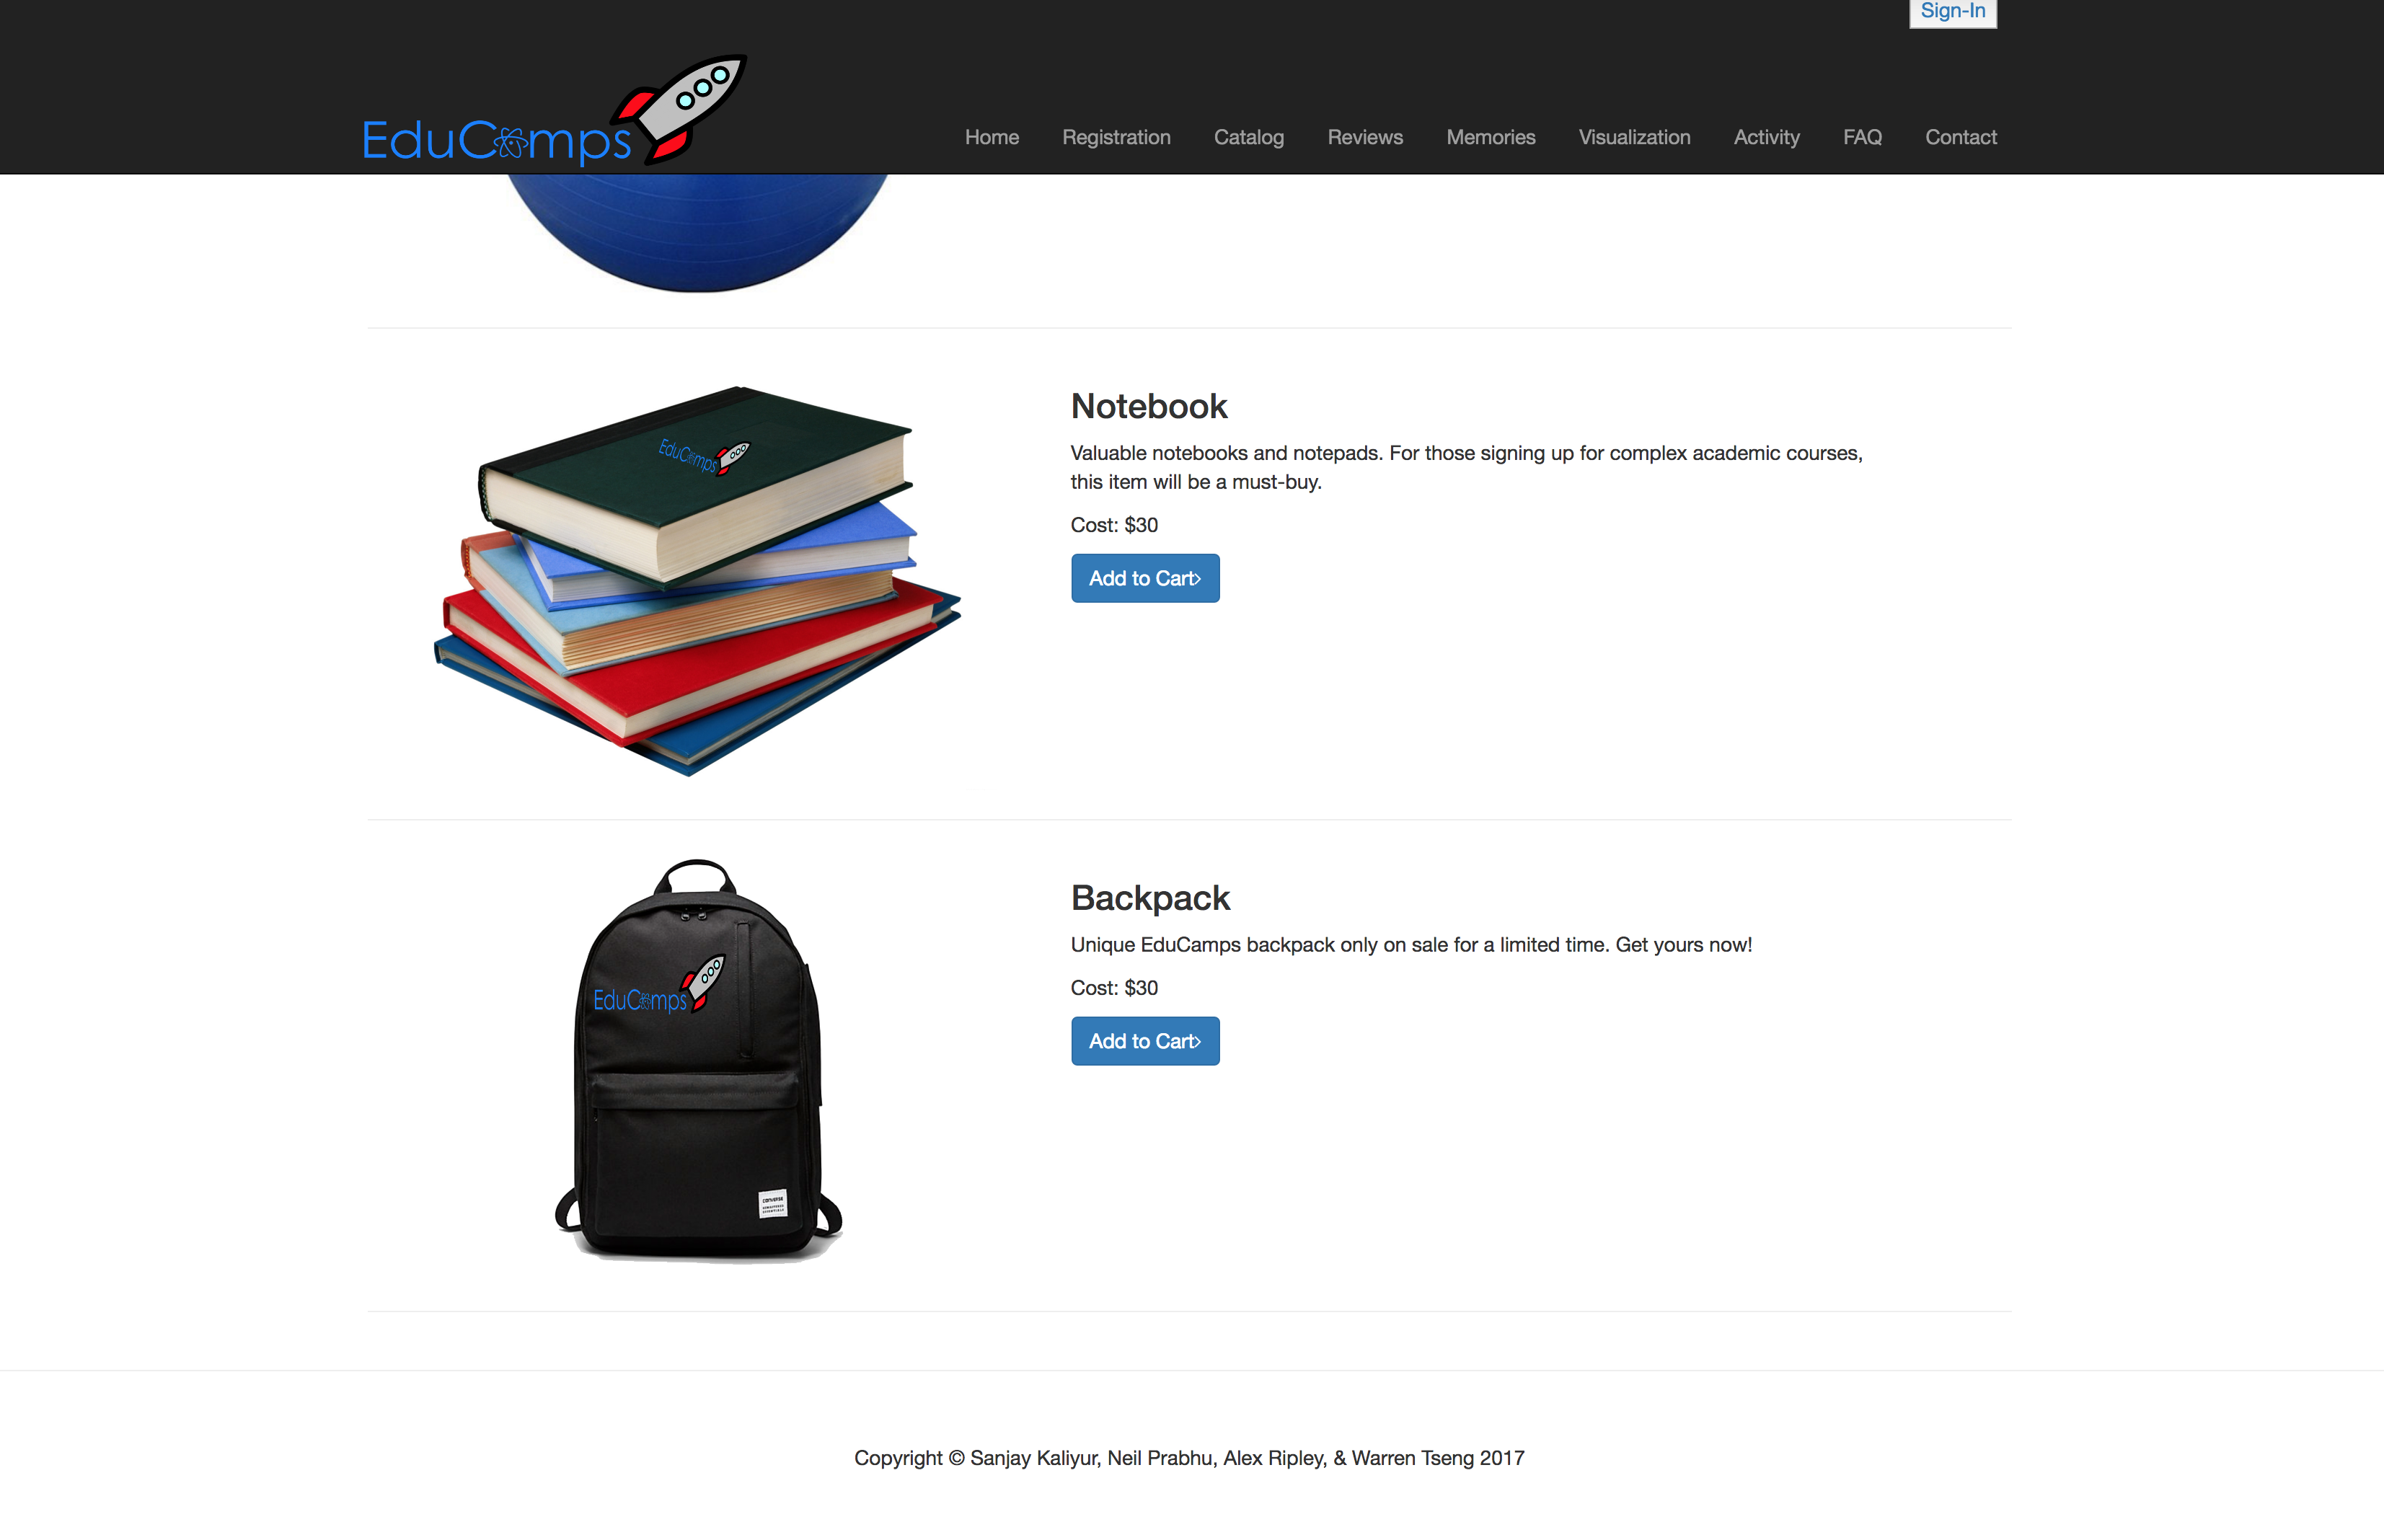 Sign-In
EduCamps
Home Registration Catalog Reviews Memories Visualization Activity FAQ Contact
EduCamps
Notebook
Valuable notebooks and notepads. For those signing up for complex academic courses,
this item will be a must-buy.
Cost: $30
Add to Cart›
EduCamps
CONVERSE
Backpack
Unique EduCamps backpack only on sale for a limited time. Get yours now!
Cost: $30
Add to Cart›
Copyright © Sanjay Kaliyur, Neil Prabhu, Alex Ripley, & Warren Tseng 2017